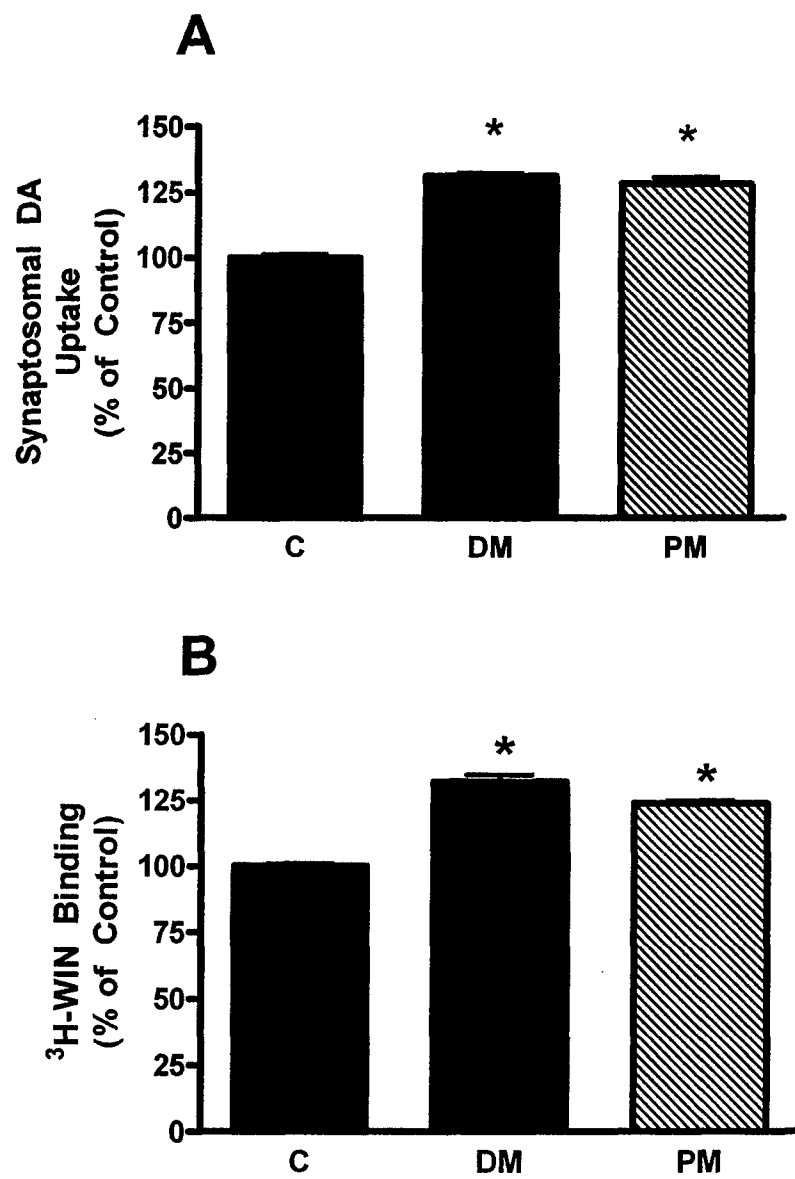 A
Synaptosomal DA
Uptake
(% of Control)
150
125
100
75
50
25
0
*
*
C
DM
PM
B
³H-WIN Binding
(% of Control)
150
125
100
75
50
25
0
*
*
C
DM
PM